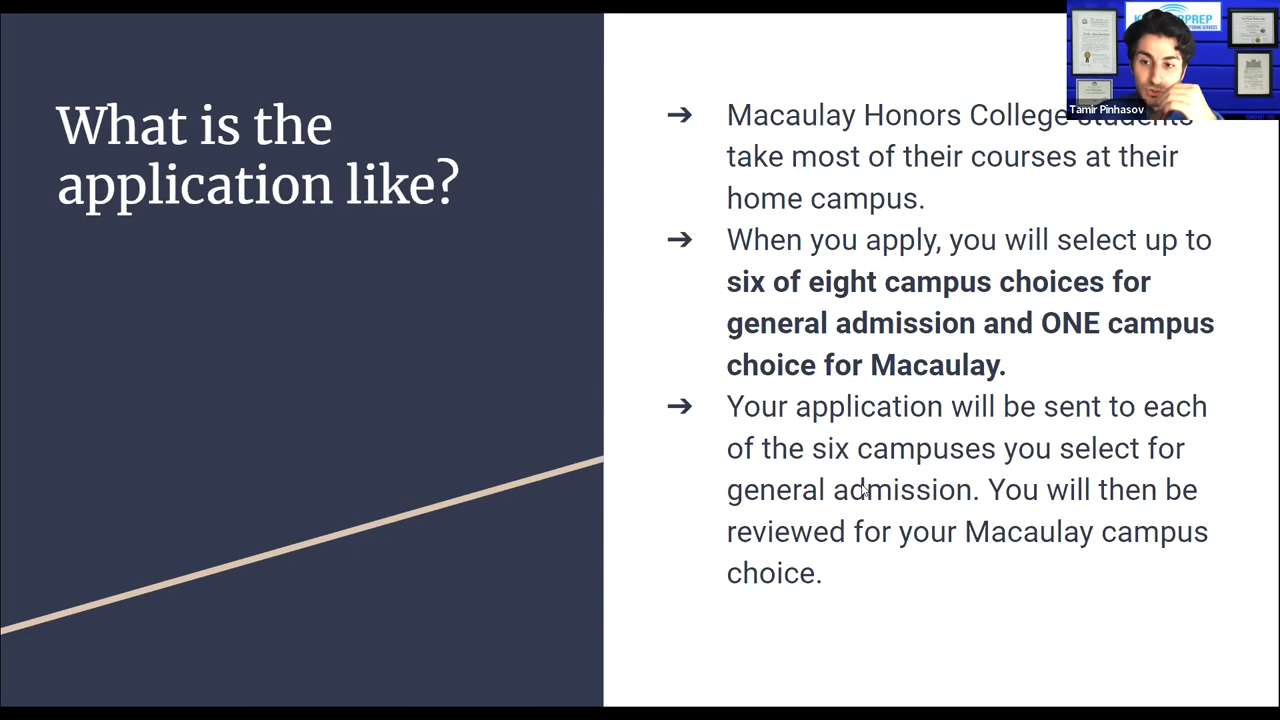 What is the
application like?
➔ Macaulay Honors College students
take most of their courses at their
home campus.
➔ When you apply, you will select up to
six of eight campus choices for
general admission and ONE campus
choice for Macaulay.
➔ Your application will be sent to each
of the six campuses you select for
general admission. You will then be
reviewed for your Macaulay campus
choice.
Tamir Pinhasov